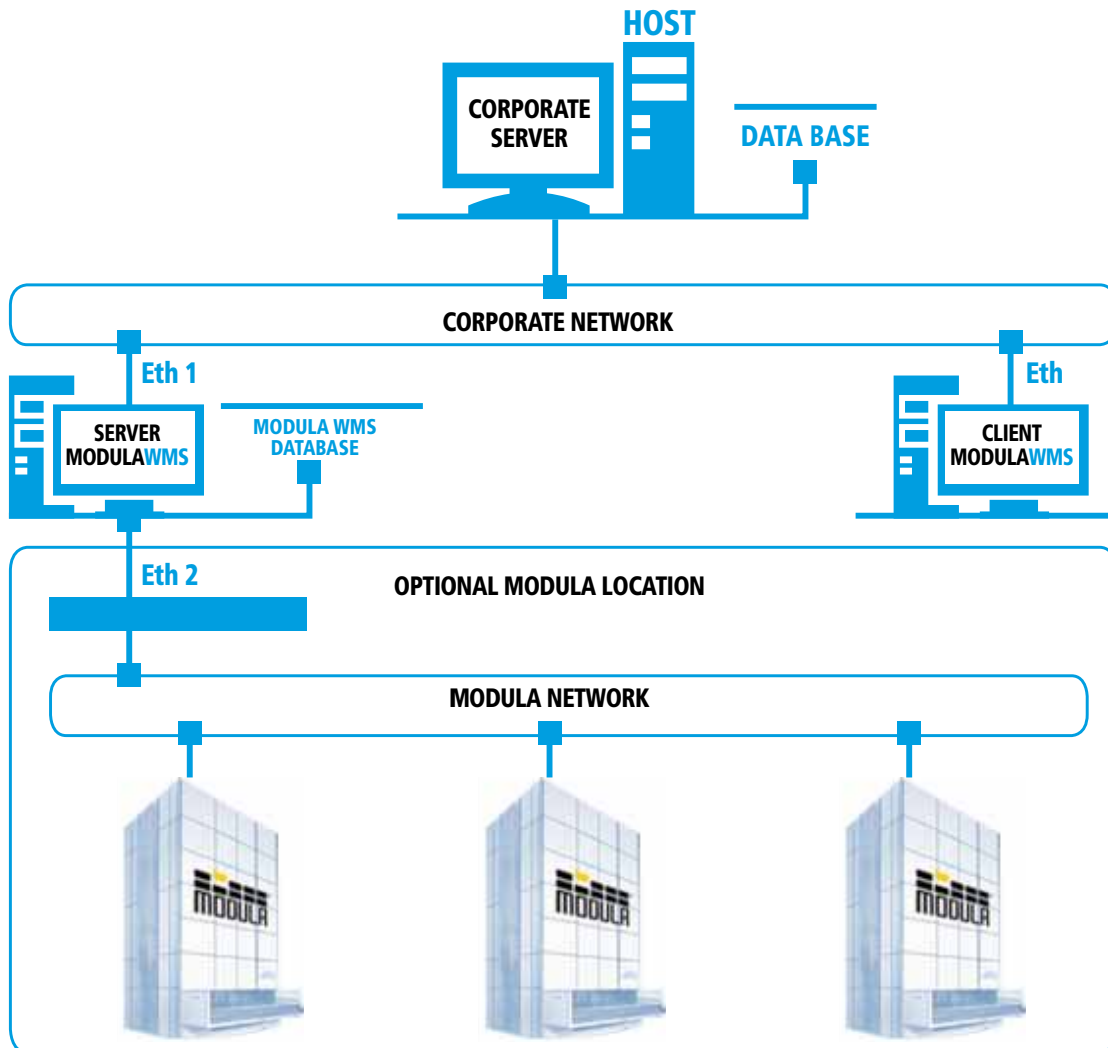 HOST
CORPORATE
SERVER
DATA BASE
CORPORATE NETWORK
Eth 1
Eth
SERVER
MODULAWMS
MODULA WMS
DATABASE
CLIENT
MODULAWMS
Eth 2
OPTIONAL MODULA LOCATION
MODULA NETWORK
MODULA
MODULA
MODULA